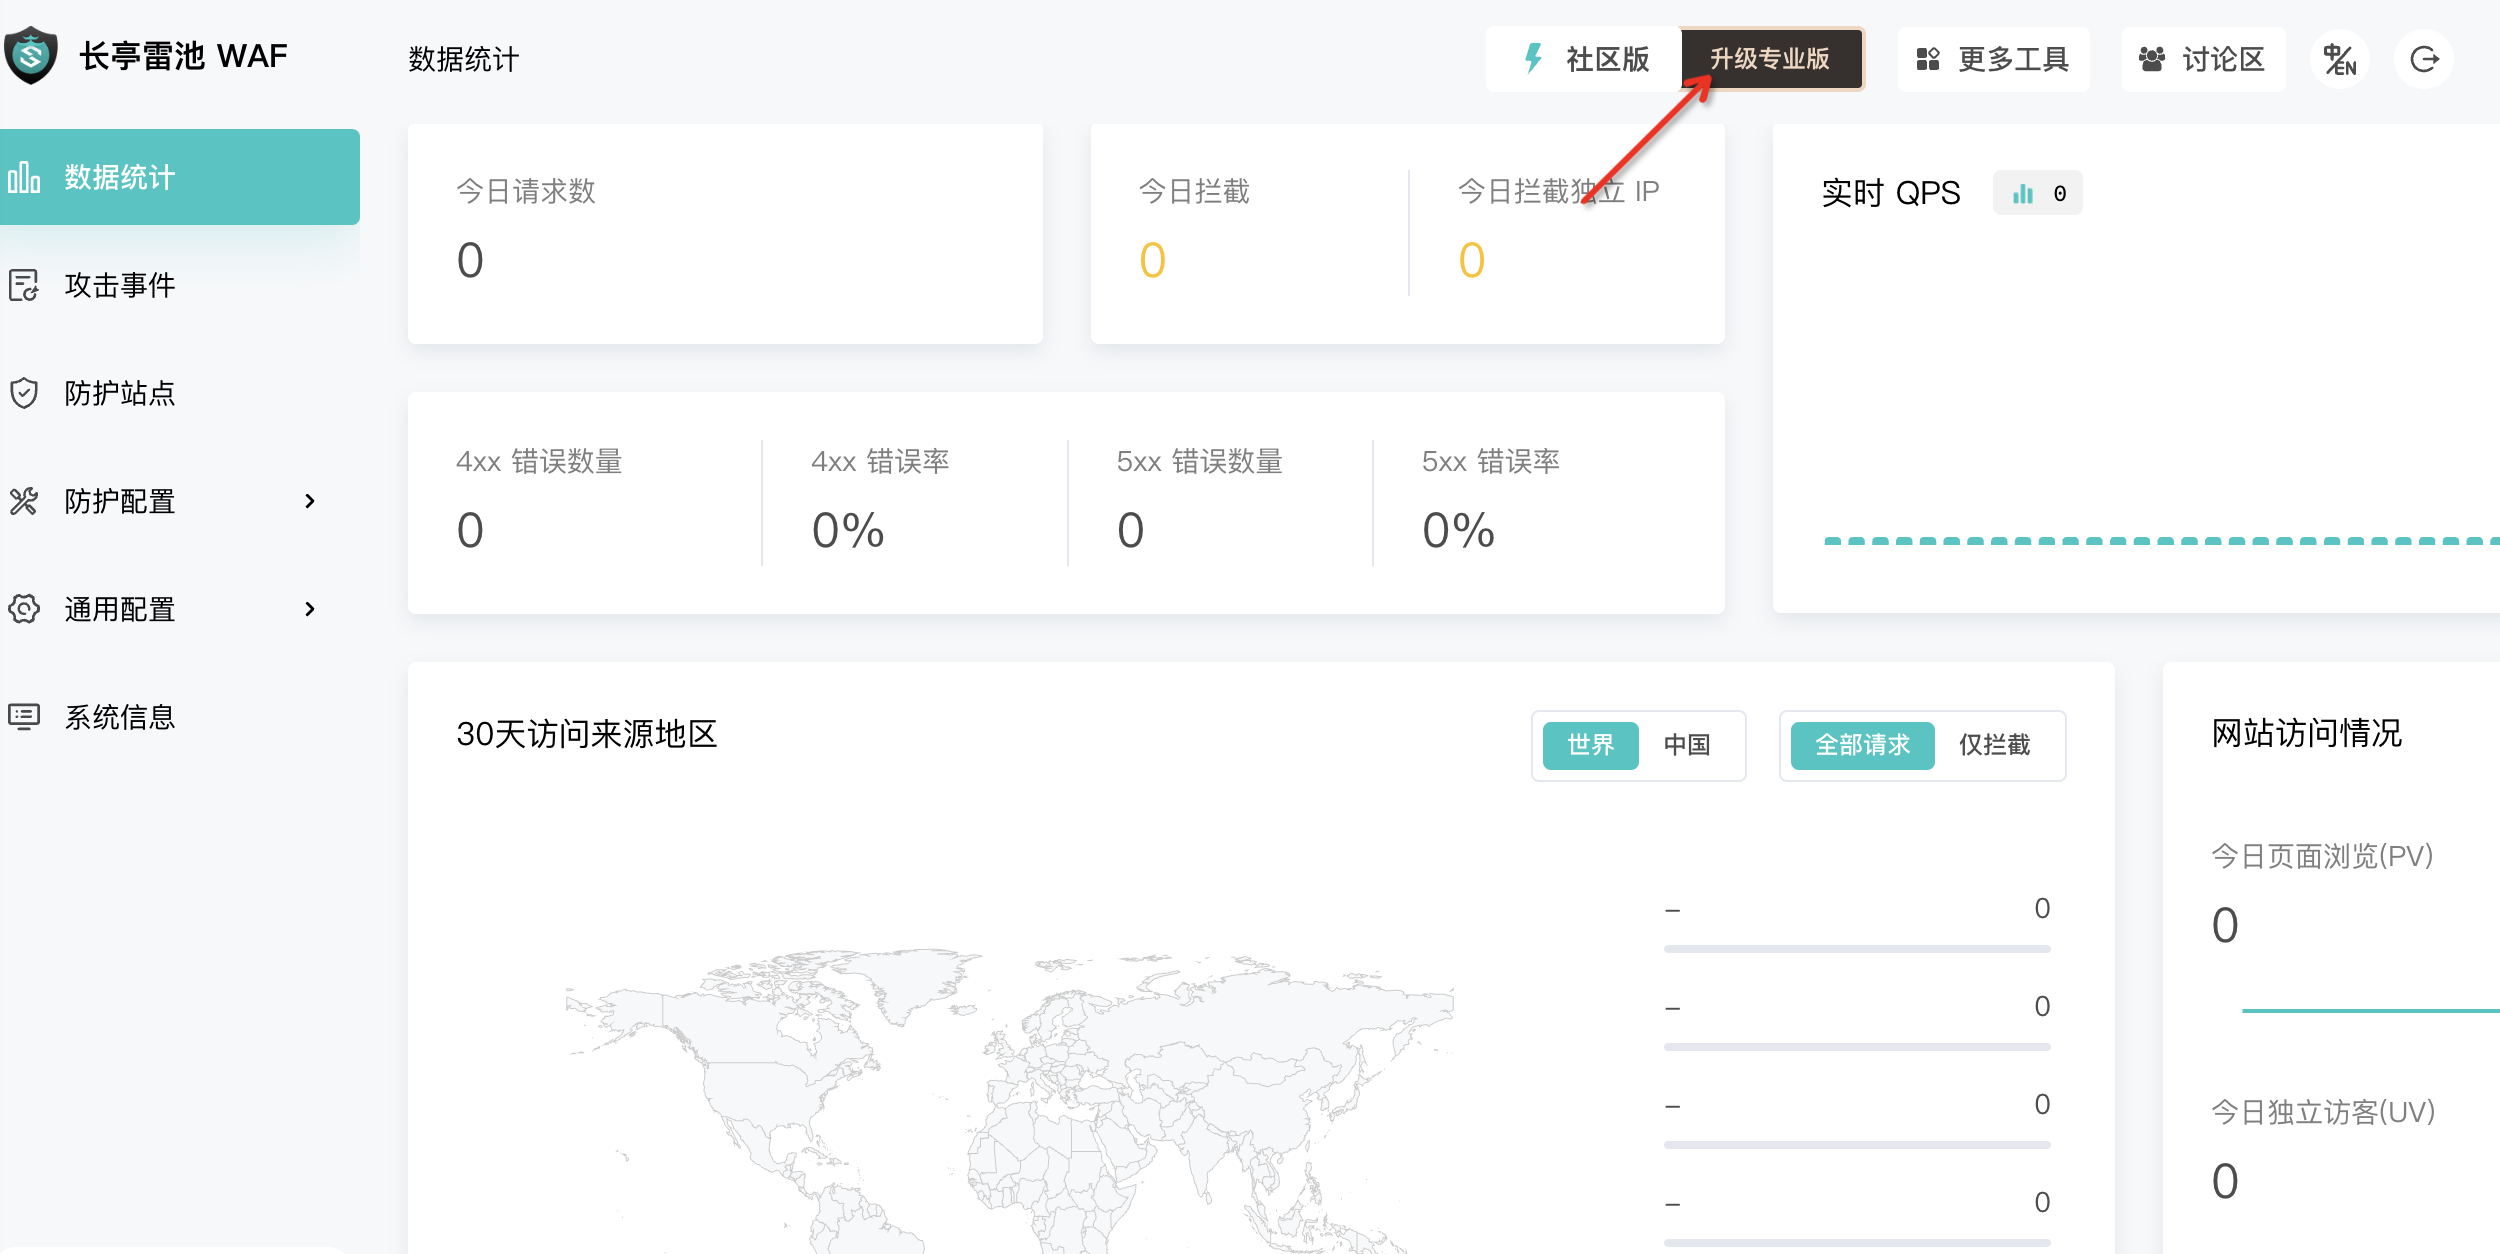 长亭雷池 WAF
数据统计
社区版
升级专业版
更多工具
讨论区
中/EN
数据统计
攻击事件
防护站点
防护配置
通用配置
系统信息
今日请求数
0
今日拦截
0
今日拦截独立 IP
0
实时 QPS
0
4xx 错误数量
0
4xx 错误率
0%
5xx 错误数量
0
5xx 错误率
0%
30天访问来源地区
世界
中国
全部请求
仅拦截
– 0
– 0
– 0
– 0
网站访问情况
今日页面浏览(PV)
0
今日独立访客(UV)
0